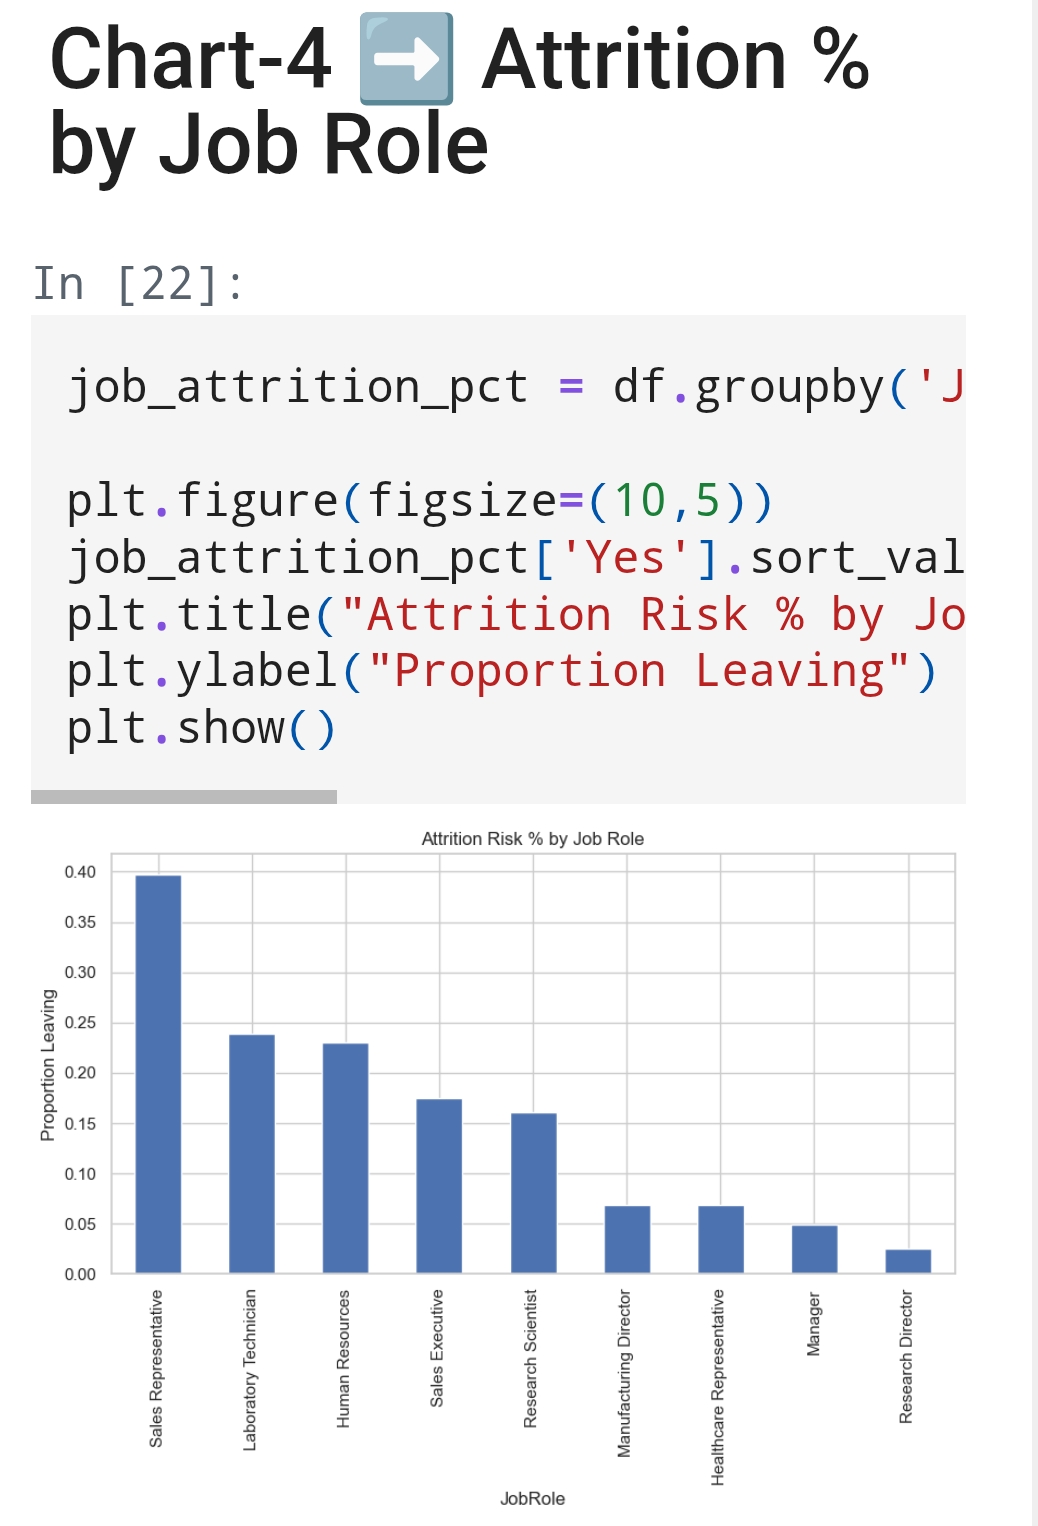 Chart-4 ➡️ Attrition %
by Job Role
In [22]:
job_attrition_pct = df.groupby('J
plt.figure(figsize=(10,5))
job_attrition_pct['Yes'].sort_val
plt.title("Attrition Risk % by Jo
plt.ylabel("Proportion Leaving")
plt.show()
Attrition Risk % by Job Role
Proportion Leaving
0.40
0.35
0.30
0.25
0.20
0.15
0.10
0.05
0.00
Sales Representative
Laboratory Technician
Human Resources
Sales Executive
Research Scientist
Manufacturing Director
Healthcare Representative
Manager
Research Director
JobRole